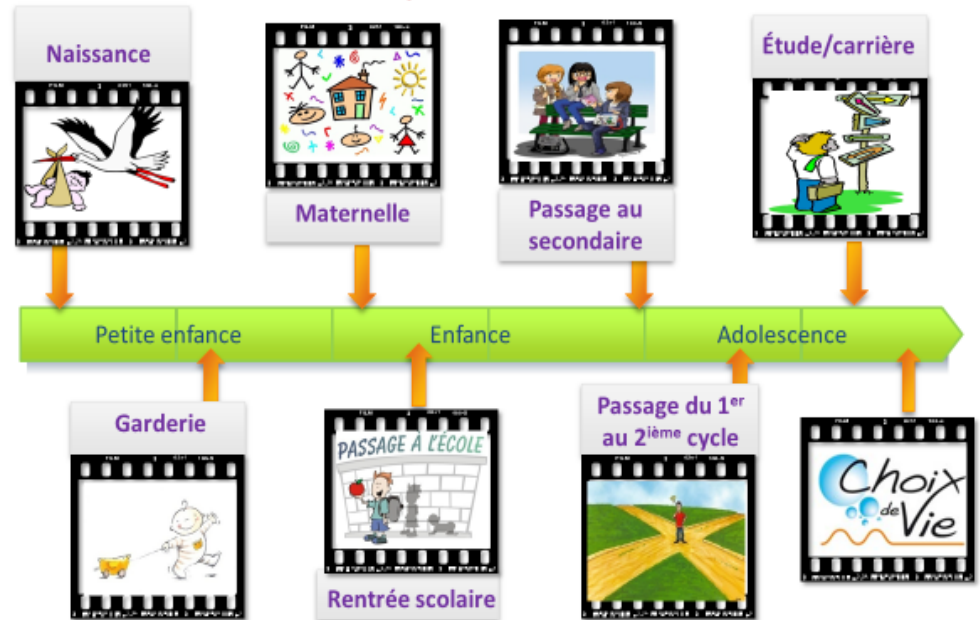 Naissance
Maternelle
Passage au
secondaire
Étude/carrière
Petite enfance
Enfance
Adolescence
Garderie
PASSAGE À L'ÉCOLE
Rentrée scolaire
Passage du 1er
au 2ième cycle
Choix
de
Vie